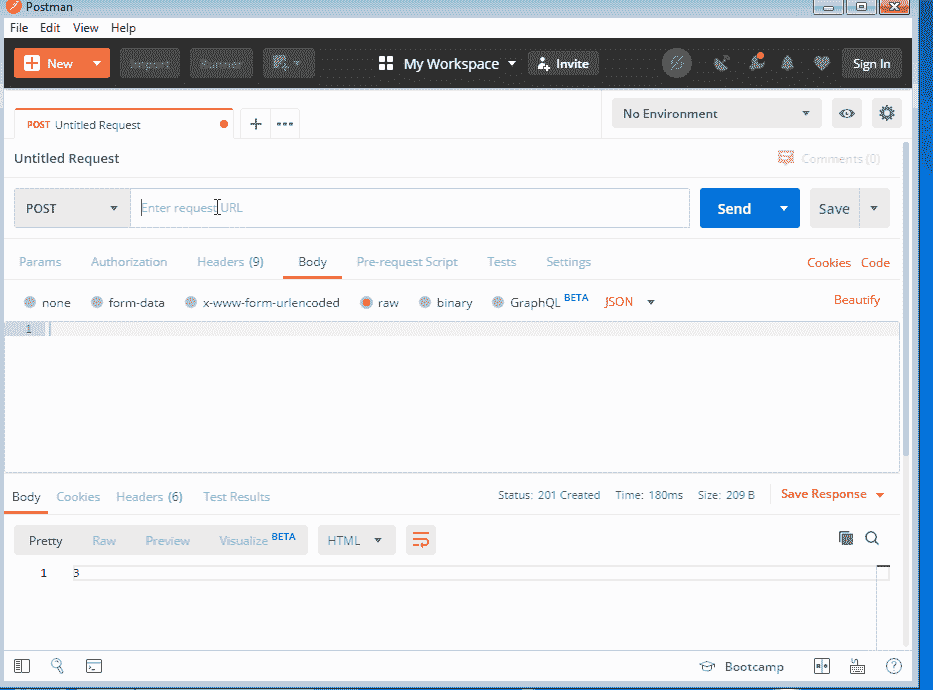 Postman
File Edit View Help
New Import Runner My Workspace Invite Sign In
POST Untitled Request No Environment
Untitled Request Comments (0)
POST Enter request URL Send Save
Params Authorization Headers (9) Body Pre-request Script Tests Settings Cookies Code
none form-data x-www-form-urlencoded raw binary GraphQL BETA JSON Beautify
1
Body Cookies Headers (6) Test Results Status: 201 Created Time: 180ms Size: 209 B Save Response
Pretty Raw Preview Visualize BETA HTML
1 3
Bootcamp